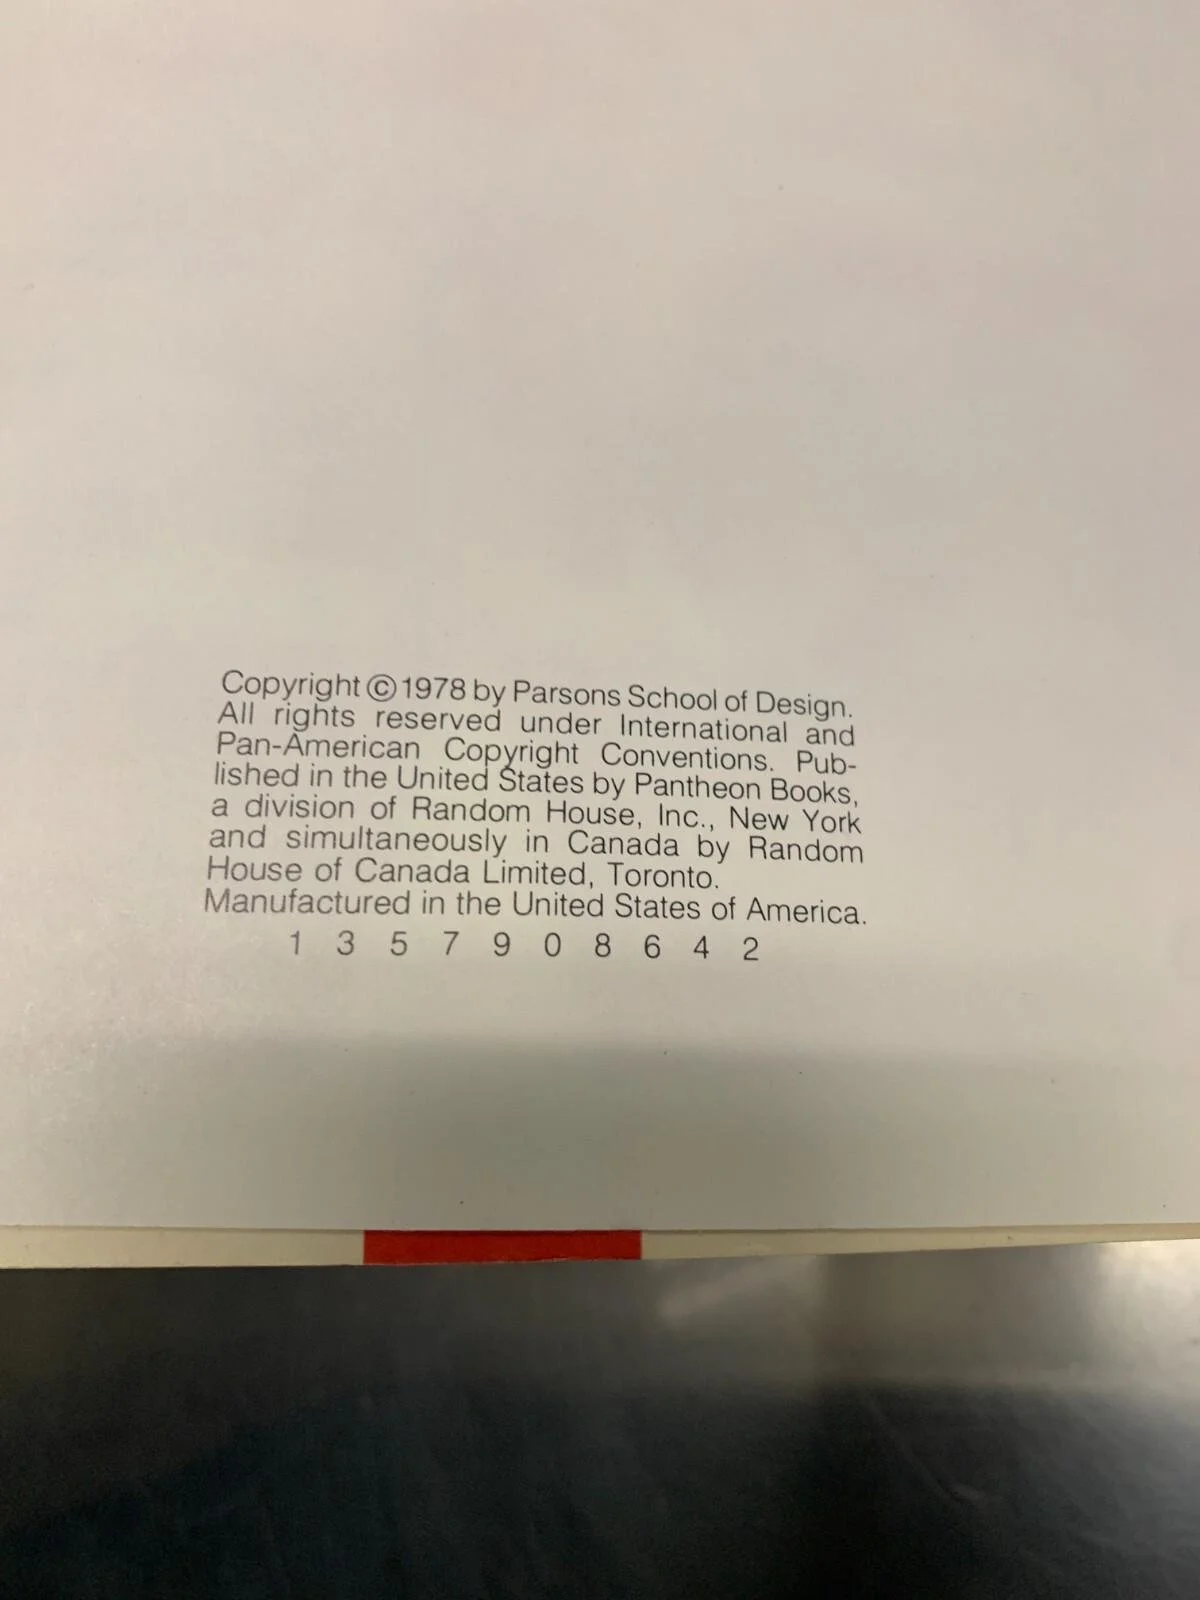 Copyright ©1978 by Parsons School of Design.
All rights reserved under International and
Pan-American Copyright Conventions. Pub-
lished in the United States by Pantheon Books,
a division of Random House, Inc., New York
and simultaneously in Canada by Random
House of Canada Limited, Toronto.
Manufactured in the United States of America.
1 3 5 7 9 0 8 6 4 2